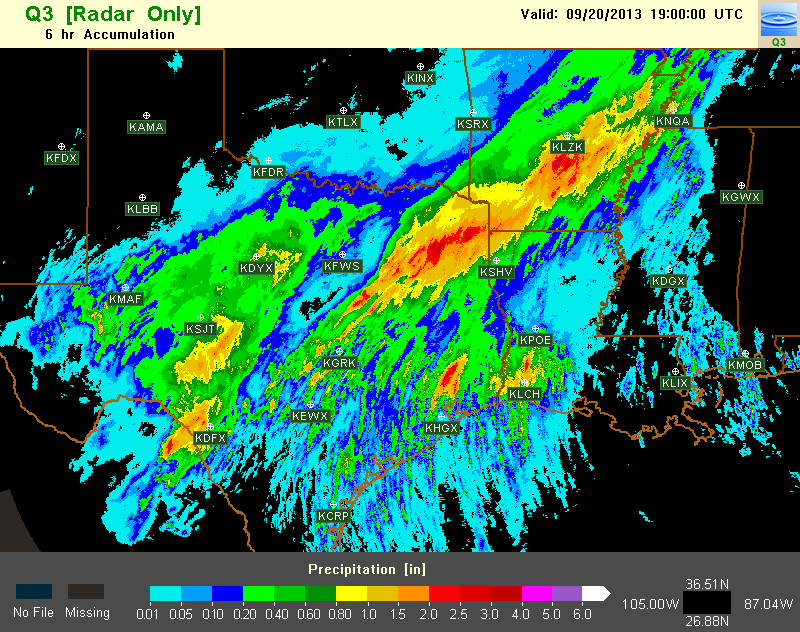 Q3 [Radar Only]
6 hr Accumulation
Valid: 09/20/2013 19:00:00 UTC
Q3
KINX
KTLX
KSRX
KAMA
KNQA
KLZK
KFDX
KFDR
KGWX
KLBB
KDYX
KFWS
KSHV
KDGX
KMAF
KSJT
KPOE
KGRK
KMOB
KLIX
KLCH
KEWX
KHGX
KDFX
KCRP
Precipitation [in]
No File
Missing
0.01 0.05 0.10 0.20 0.40 0.60 0.80 1.0 1.5 2.0 2.5 3.0 4.0 5.0 6.0
36.51N
105.00W
87.04W
26.88N